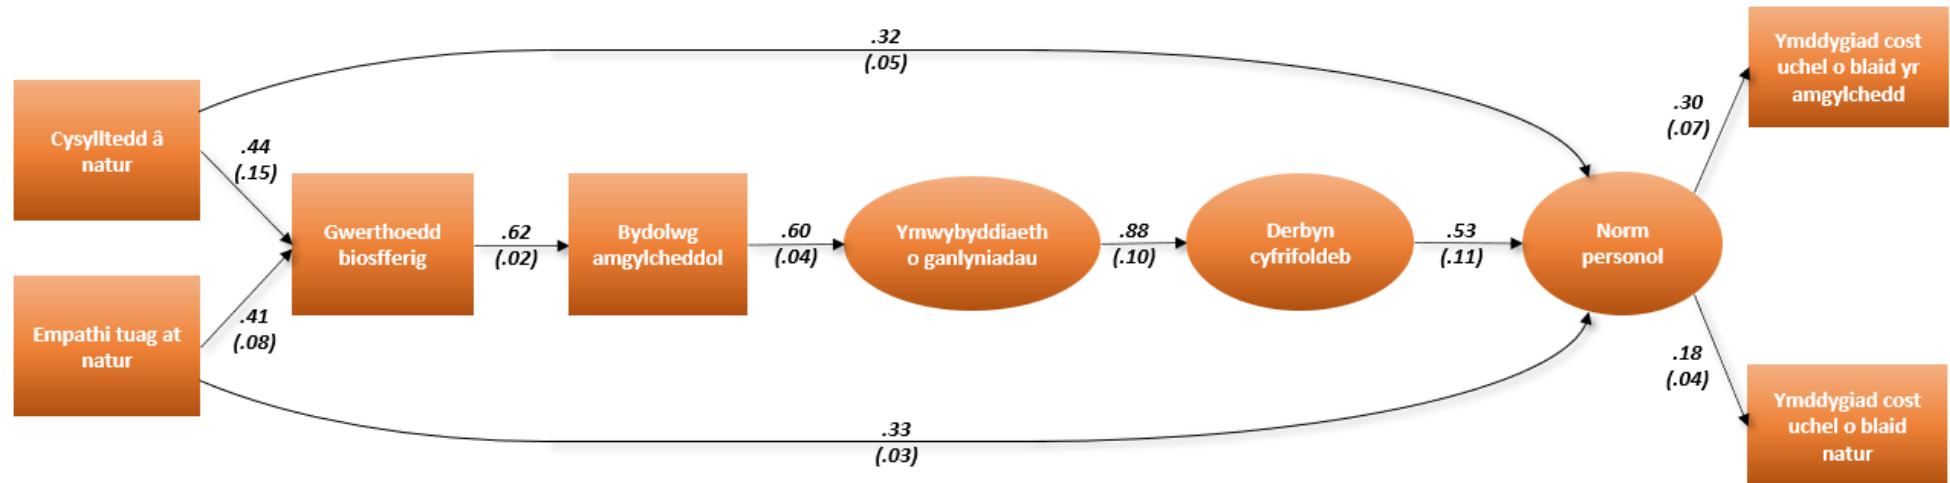 Cysylltedd â
natur
Empathi tuag at
natur
.44
(.15)
.41
(.08)
.32
(.05)
.33
(.03)
Gwerthoedd
biosfferig
.62
(.02)
Bydolwg
amgylcheddol
.60
(.04)
Ymwybyddiaeth
o ganlyniadau
.88
(.10)
Derbyn
cyfrifoldeb
.53
(.11)
Norm
personol
.30
(.07)
.18
(.04)
Ymddygiad cost
uchel o blaid yr
amgylchedd
Ymddygiad cost
uchel o blaid
natur